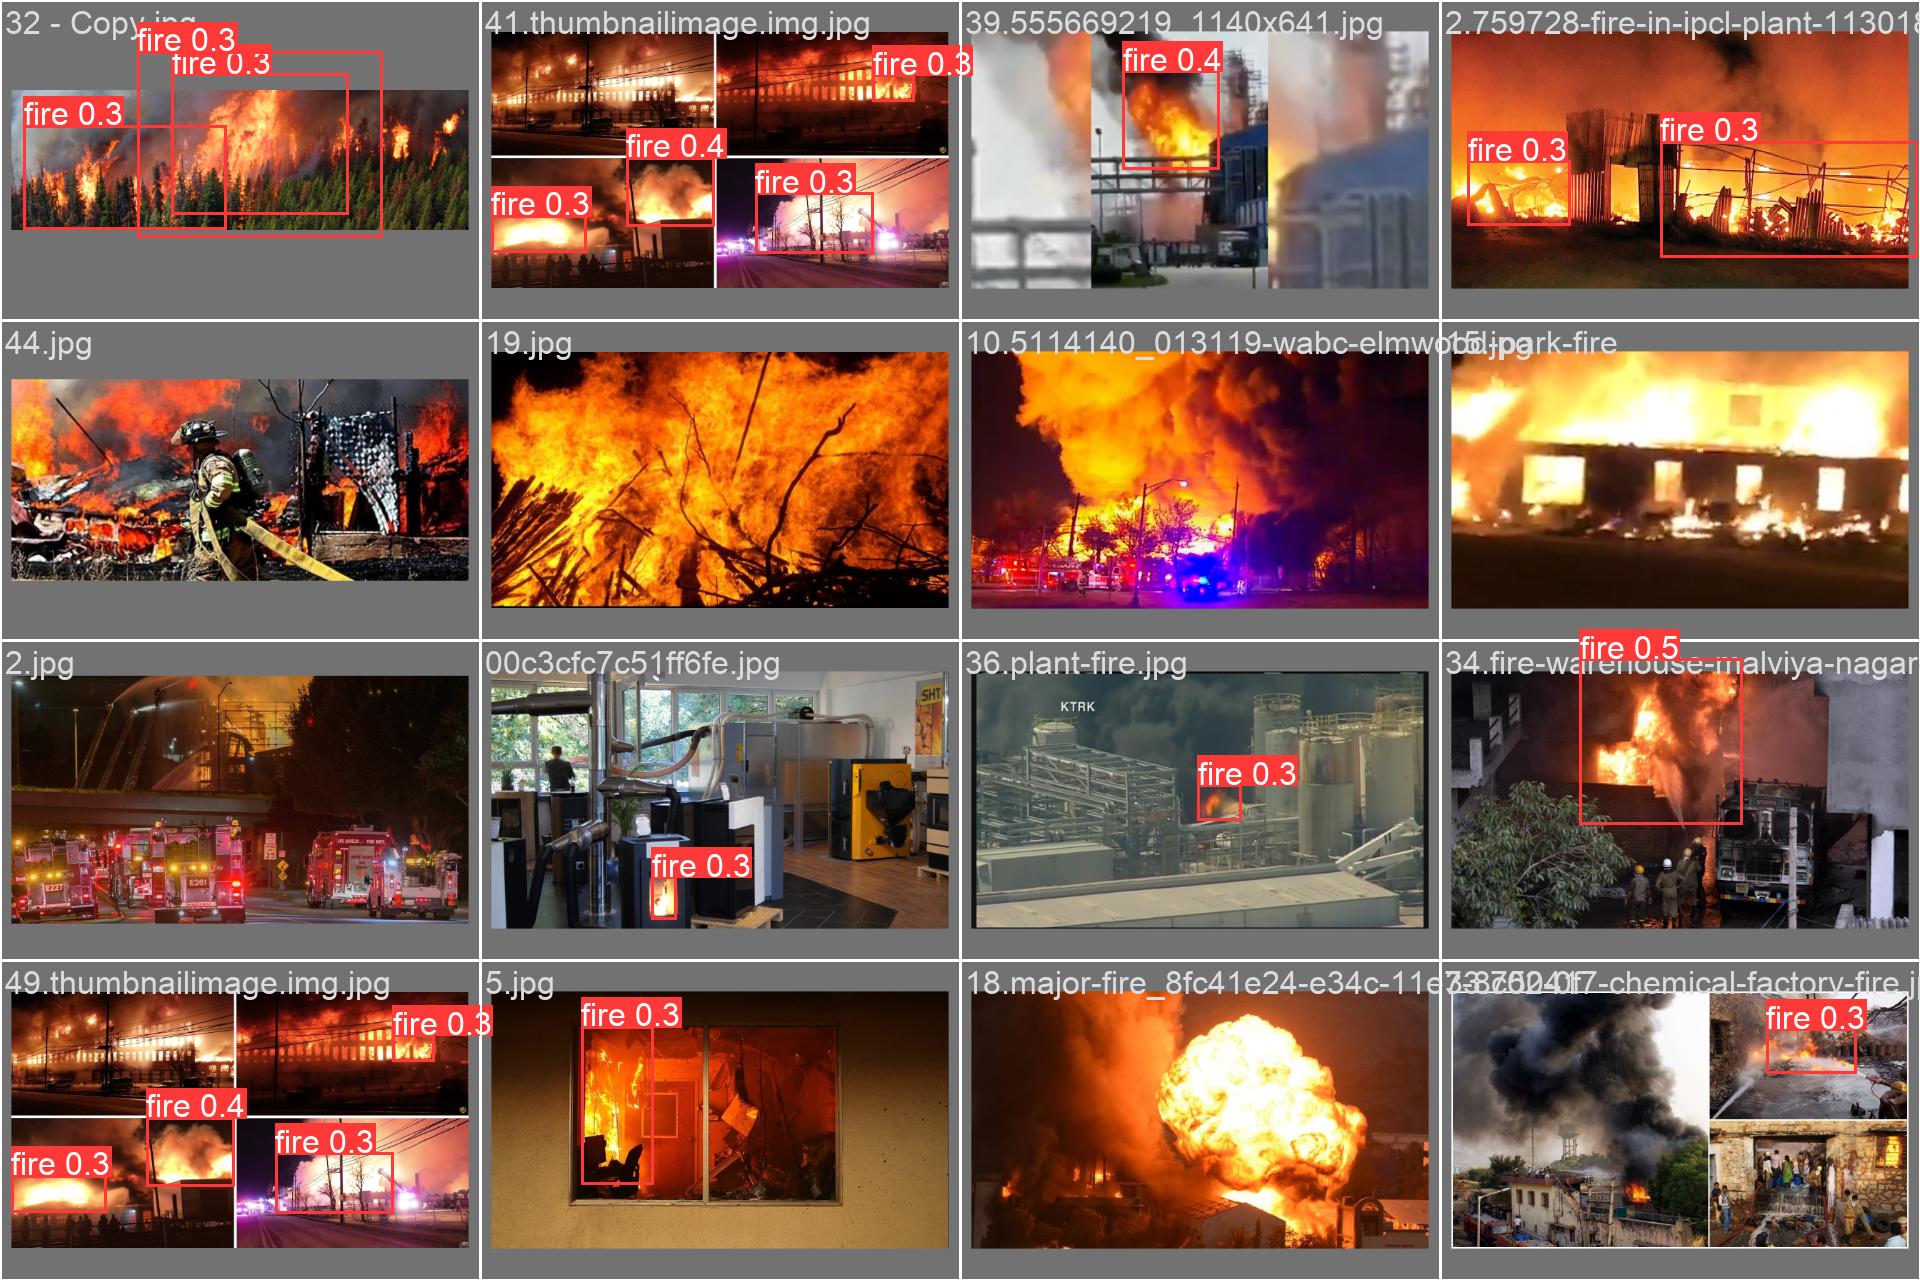 32 - Copy.jpg
fire 0.3
fire 0.3
fire 0.3
41.thumbnailimage.img.jpg
fire 0.3
fire 0.4
fire 0.3
fire 0.3
39.555669219_1140x641.jpg
fire 0.4
2.759728-fire-in-ipcl-plant-113018
fire 0.3
fire 0.3
44.jpg
19.jpg
10.5114140_013119-wabc-elmwood-park-fire
15.jpg
2.jpg
E227
E261
00c3cfc7c51ff6fe.jpg
SHT
fire 0.3
36.plant-fire.jpg
KTRK
fire 0.3
fire 0.5
34.fire-warehouse-malviya-nagar
49.thumbnailimage.img.jpg
fire 0.3
fire 0.4
fire 0.3
fire 0.3
5.jpg
fire 0.3
18.major-fire_8fc41e24-e34c-11e7
-chemical-factory-fire.j
fire 0.3